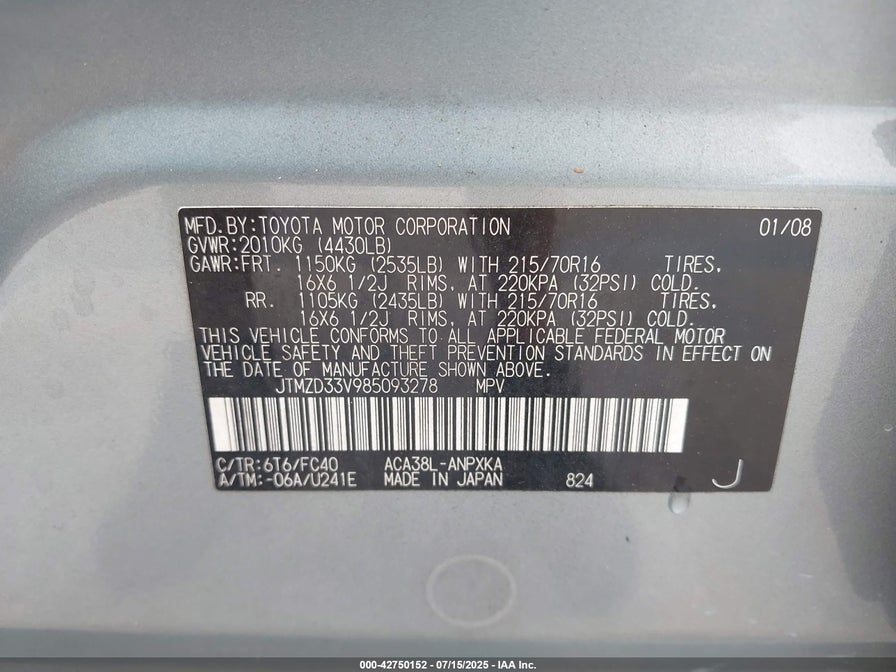 MFD.BY:TOYOTA MOTOR CORPORATION 01/08
GVWR:2010KG (4430LB)
GAWR:FRT. 1150KG (2535LB) WITH 215/70R16 TIRES,
16X6 1/2J RIMS, AT 220KPA (32PSI) COLD.
RR. 1105KG (2435LB) WITH 215/70R16 TIRES,
16X6 1/2J RIMS, AT 220KPA (32PSI) COLD.
THIS VEHICLE CONFORMS TO ALL APPLICABLE FEDERAL MOTOR
VEHICLE SAFETY AND THEFT PREVENTION STANDARDS IN EFFECT ON
THE DATE OF MANUFACTURE SHOWN ABOVE.
JTMZD33V985093278 MPV
C/TR:6T6/FC40 ACA38L-ANPXKA
A/TM:-06A/U241E MADE IN JAPAN 824 J
000-42750152 - 07/15/2025 - IAA Inc.